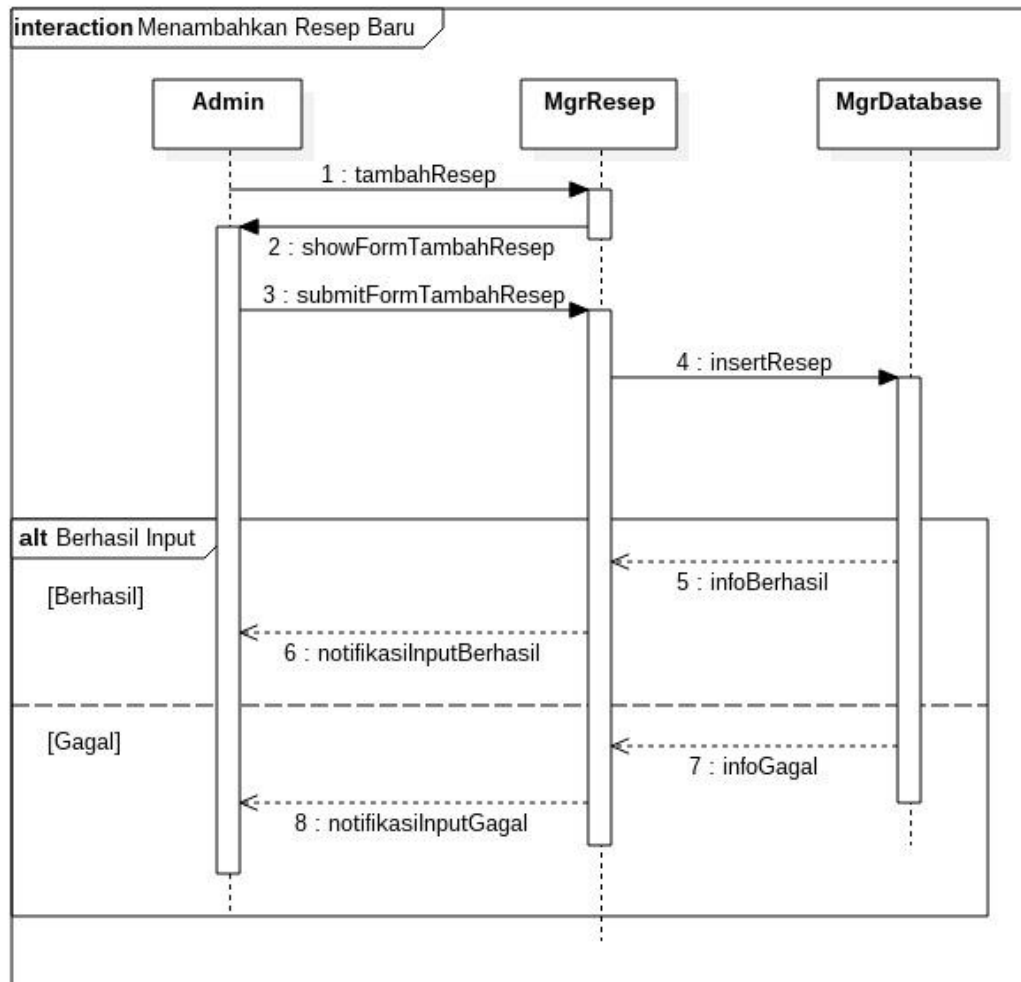 interaction Menambahkan Resep Baru
Admin
MgrResep
MgrDatabase
1 : tambahResep
2 : showFormTambahResep
3 : submitFormTambahResep
4 : insertResep
alt Berhasil Input
5 : infoBerhasil
[Berhasil]
6 : notifikasiInputBerhasil
[Gagal]
7 : infoGagal
8 : notifikasiInputGagal